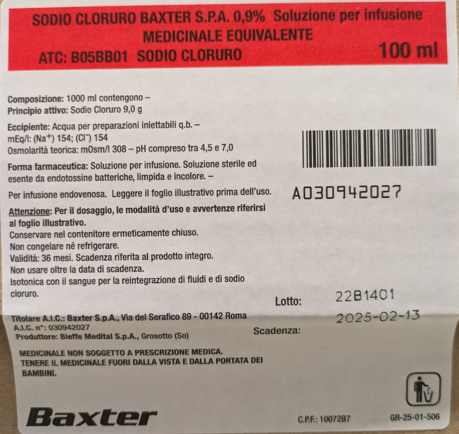 SODIO CLORURO BAXTER S.P.A. 0,9% Soluzione per infusione
MEDICINALE EQUIVALENTE
ATC: B05BB01 SODIO CLORURO 100 ml
Composizione: 1000 ml contengono –
Principio attivo: Sodio Cloruro 9,0 g
Eccipiente: Acqua per preparazioni iniettabili q.b. –
mEq/l: (Na⁺) 154; (Cl⁻) 154
Osmolarità teorica: mOsm/l 308 – pH compreso tra 4,5 e 7,0
Forma farmaceutica: Soluzione per infusione. Soluzione sterile ed
esente da endotossine batteriche, limpida e incolore. –
Per infusione endovenosa. Leggere il foglio illustrativo prima dell'uso.
A030942027
Attenzione: Per il dosaggio, le modalità d'uso e avvertenze riferirsi
al foglio illustrativo.
Conservare nel contenitore ermeticamente chiuso.
Non congelare né refrigerare.
Validità: 36 mesi. Scadenza riferita al prodotto integro.
Non usare oltre la data di scadenza.
Isotonica con il sangue per la reintegrazione di fluidi e di sodio
cloruro.
Lotto: 22B1401
Titolare A.I.C.: Baxter S.p.A., Via del Serafico 89 - 00142 Roma
A.I.C. n°: 030942027
Produttore: Bieffe Medital S.p.A., Grosotto (So)
Scadenza: 2025-02-13
MEDICINALE NON SOGGETTO A PRESCRIZIONE MEDICA.
TENERE IL MEDICINALE FUORI DALLA VISTA E DALLA PORTATA DEI
BAMBINI.
Baxter
C.P.F.: 1007287
GR-25-01-506